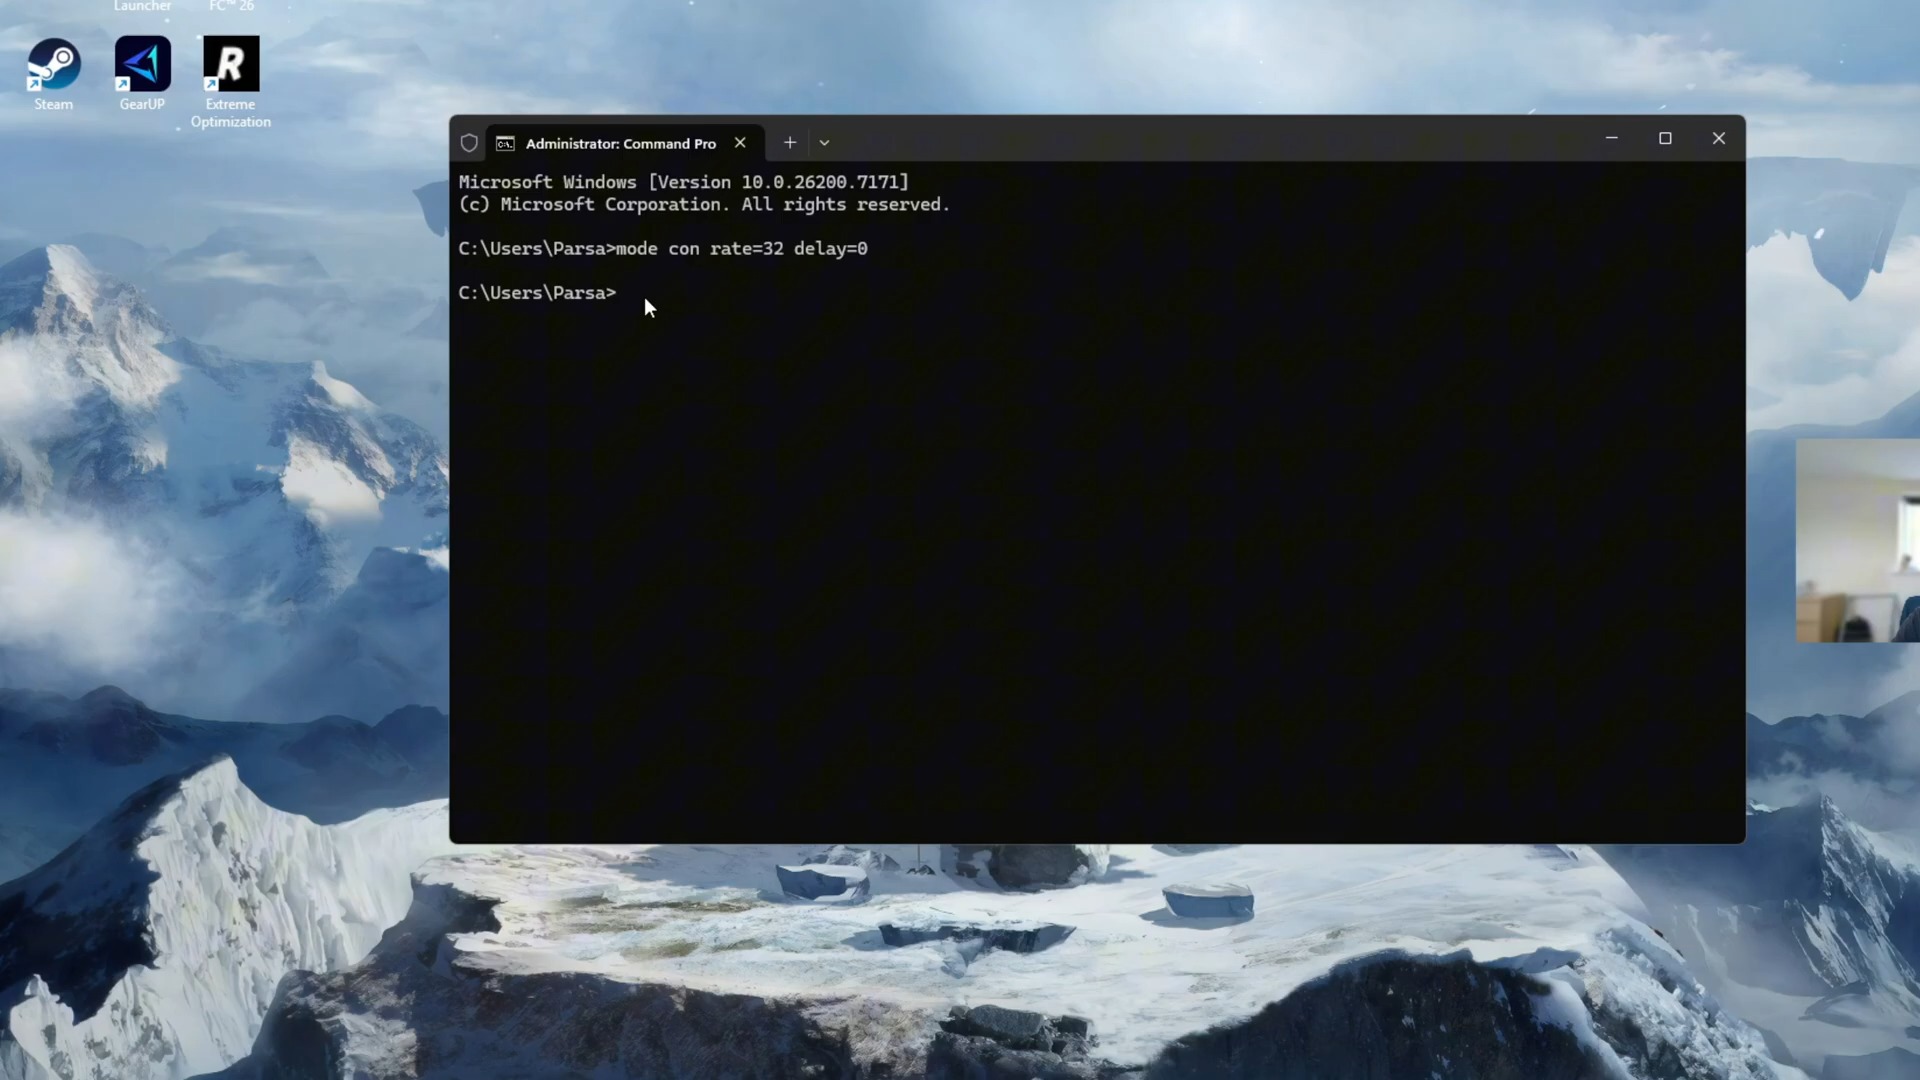 Launcher
FC™ 26
Steam
GearUP
Extreme
Optimization
Administrator: Command Pro
Microsoft Windows [Version 10.0.26200.7171]
(c) Microsoft Corporation. All rights reserved.
C:\Users\Parsa>mode con rate=32 delay=0
C:\Users\Parsa>